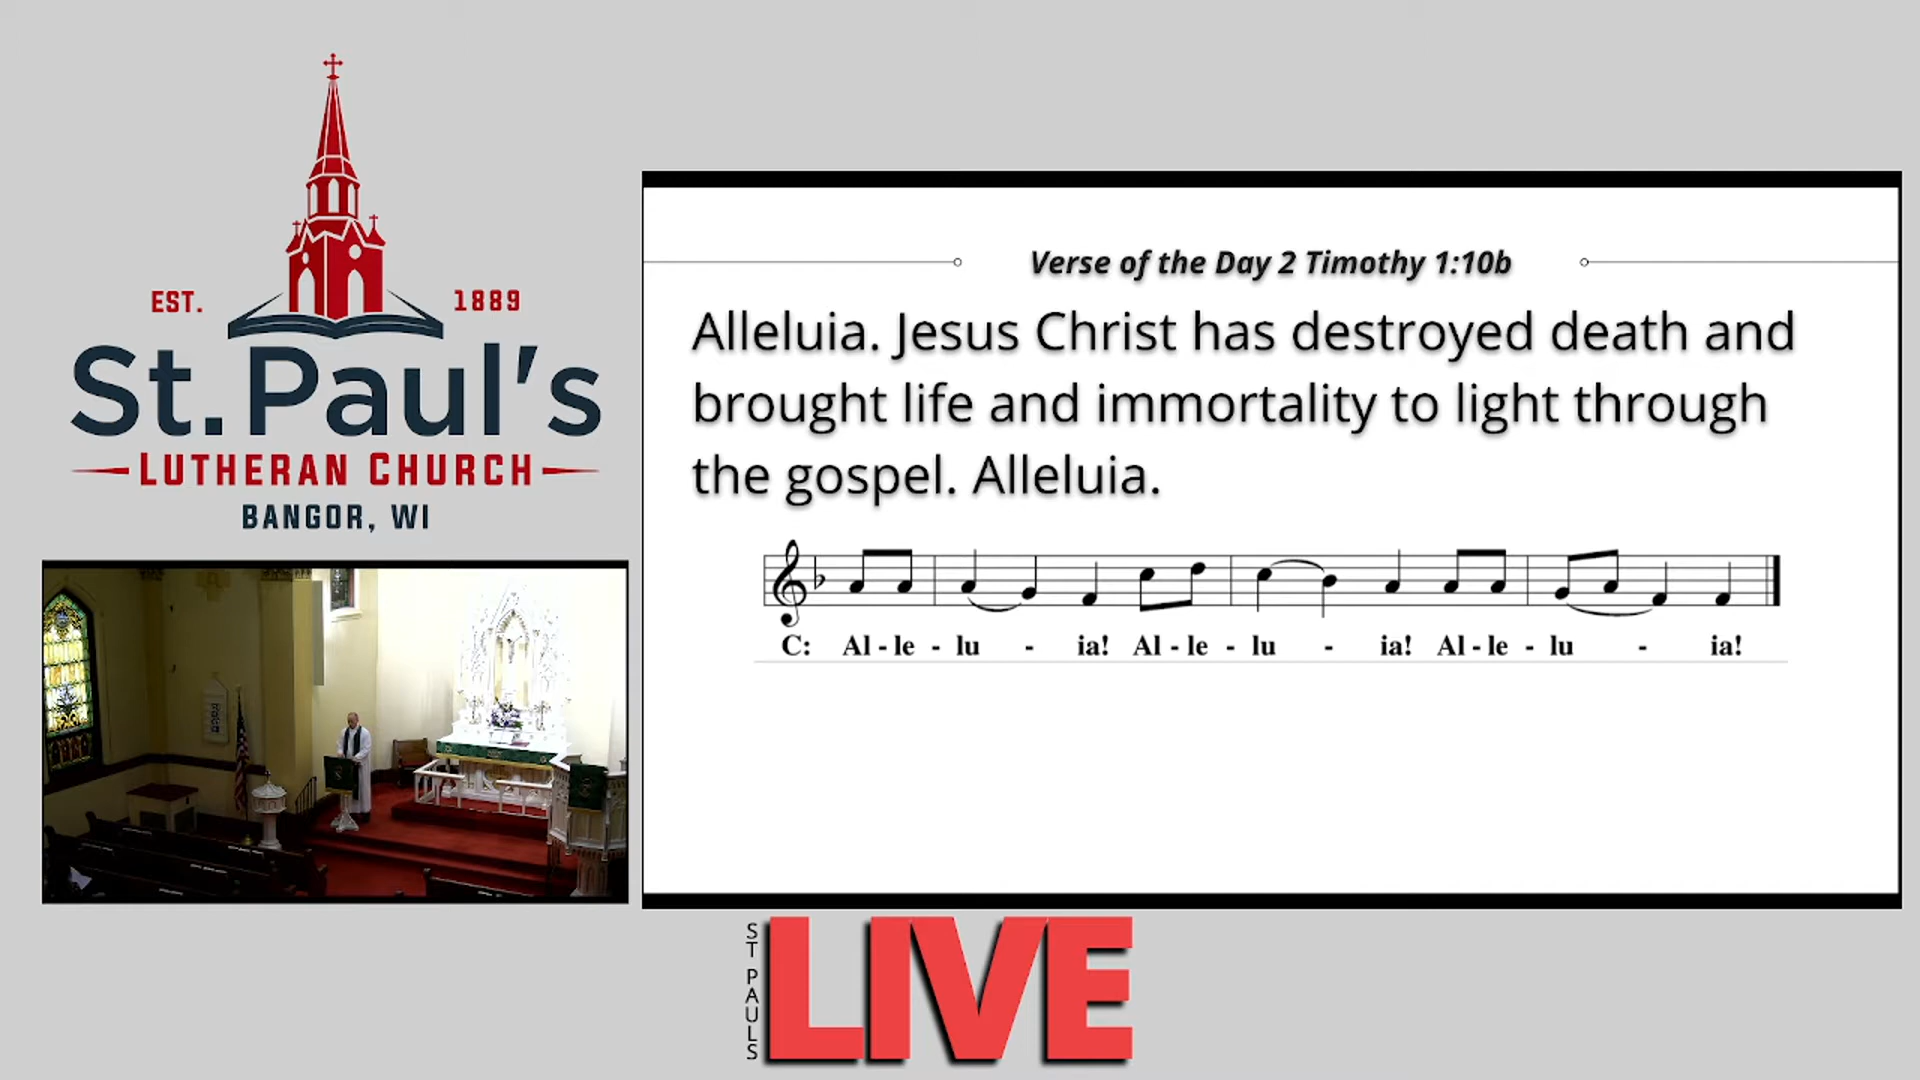 EST. 1889
St. Paul's
LUTHERAN CHURCH
BANGOR, WI
Verse of the Day 2 Timothy 1:10b
Alleluia. Jesus Christ has destroyed death and
brought life and immortality to light through
the gospel. Alleluia.
C: Al - le - lu - ia! Al - le - lu - ia! Al - le - lu - ia!
ST PAULS
LIVE